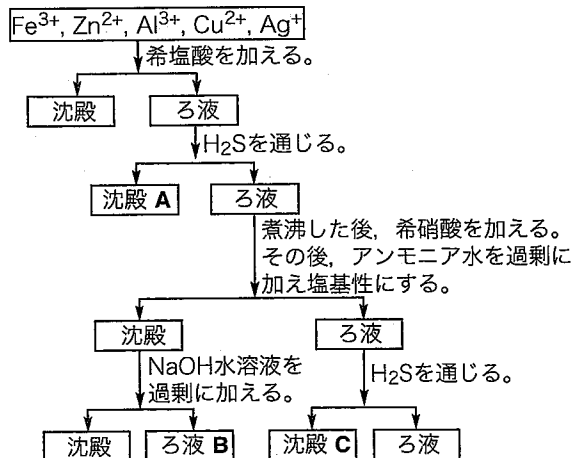 Fe³⁺, Zn²⁺, Al³⁺, Cu²⁺, Ag⁺
希塩酸を加える。
沈殿
ろ液
H₂Sを通じる。
沈殿 A
ろ液
煮沸した後，希硝酸を加える。
その後，アンモニア水を過剰に
加え塩基性にする。
沈殿
ろ液
NaOH水溶液を
過剰に加える。
H₂Sを通じる。
沈殿
ろ液 B
沈殿 C
ろ液